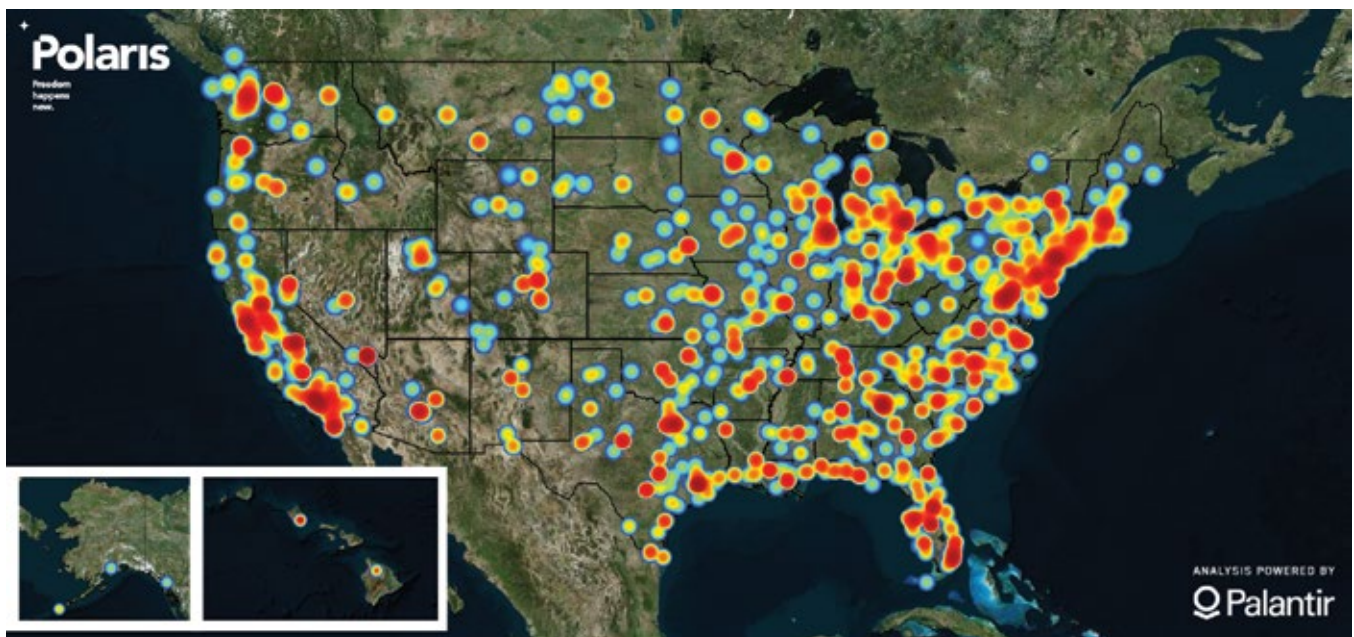 Polaris
Freedom
happens
now.
ANALYSIS POWERED BY
Palantir